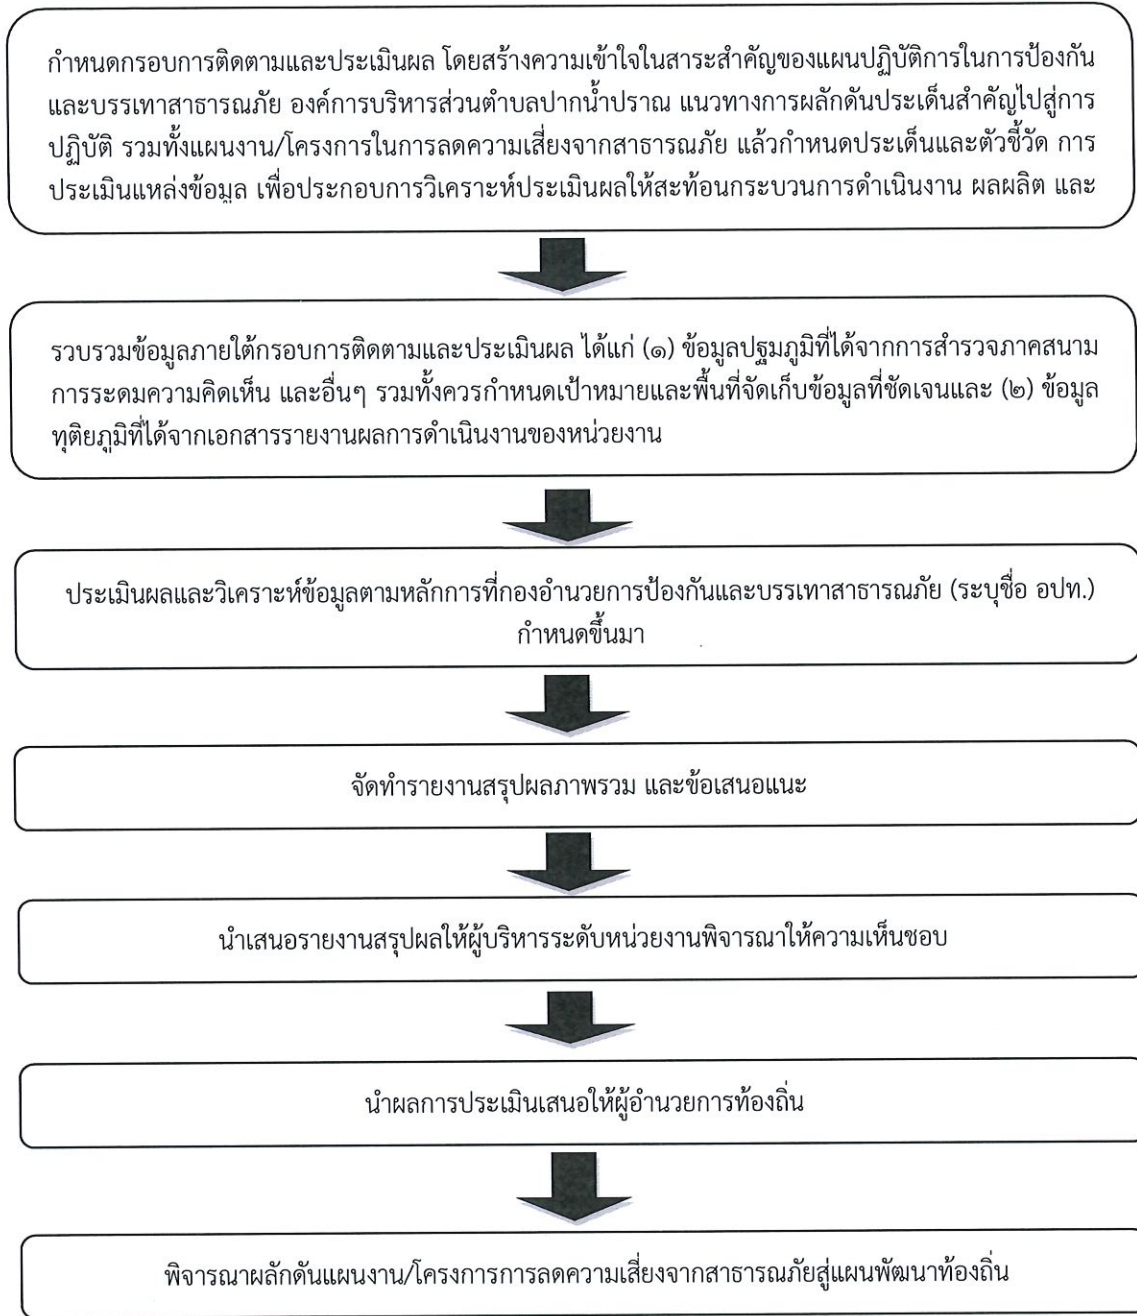 กำหนดกรอบการติดตามและประเมินผล โดยสร้างความเข้าใจในสาระสำคัญของแผนปฏิบัติการในการป้องกัน
และบรรเทาสาธารณภัย องค์การบริหารส่วนตำบลปากน้ำปราณ แนวทางการผลักดันประเด็นสำคัญไปสู่การ
ปฏิบัติ รวมทั้งแผนงาน/โครงการในการลดความเสี่ยงจากสาธารณภัย แล้วกำหนดประเด็นและตัวชี้วัด การ
ประเมินแหล่งข้อมูล เพื่อประกอบการวิเคราะห์ประเมินผลให้สะท้อนกระบวนการดำเนินงาน ผลผลิต และ
รวบรวมข้อมูลภายใต้กรอบการติดตามและประเมินผล ได้แก่ (๑) ข้อมูลปฐมภูมิที่ได้จากการสำรวจภาคสนาม
การระดมความคิดเห็น และอื่นๆ รวมทั้งควรกำหนดเป้าหมายและพื้นที่จัดเก็บข้อมูลที่ชัดเจนและ (๒) ข้อมูล
ทุติยภูมิที่ได้จากเอกสารรายงานผลการดำเนินงานของหน่วยงาน
ประเมินผลและวิเคราะห์ข้อมูลตามหลักการที่กองอำนวยการป้องกันและบรรเทาสาธารณภัย (ระบุชื่อ อปท.)
กำหนดขึ้นมา
จัดทำรายงานสรุปผลภาพรวม และข้อเสนอแนะ
นำเสนอรายงานสรุปผลให้ผู้บริหารระดับหน่วยงานพิจารณาให้ความเห็นชอบ
นำผลการประเมินเสนอให้ผู้อำนวยการท้องถิ่น
พิจารณาผลักดันแผนงาน/โครงการการลดความเสี่ยงจากสาธารณภัยสู่แผนพัฒนาท้องถิ่น